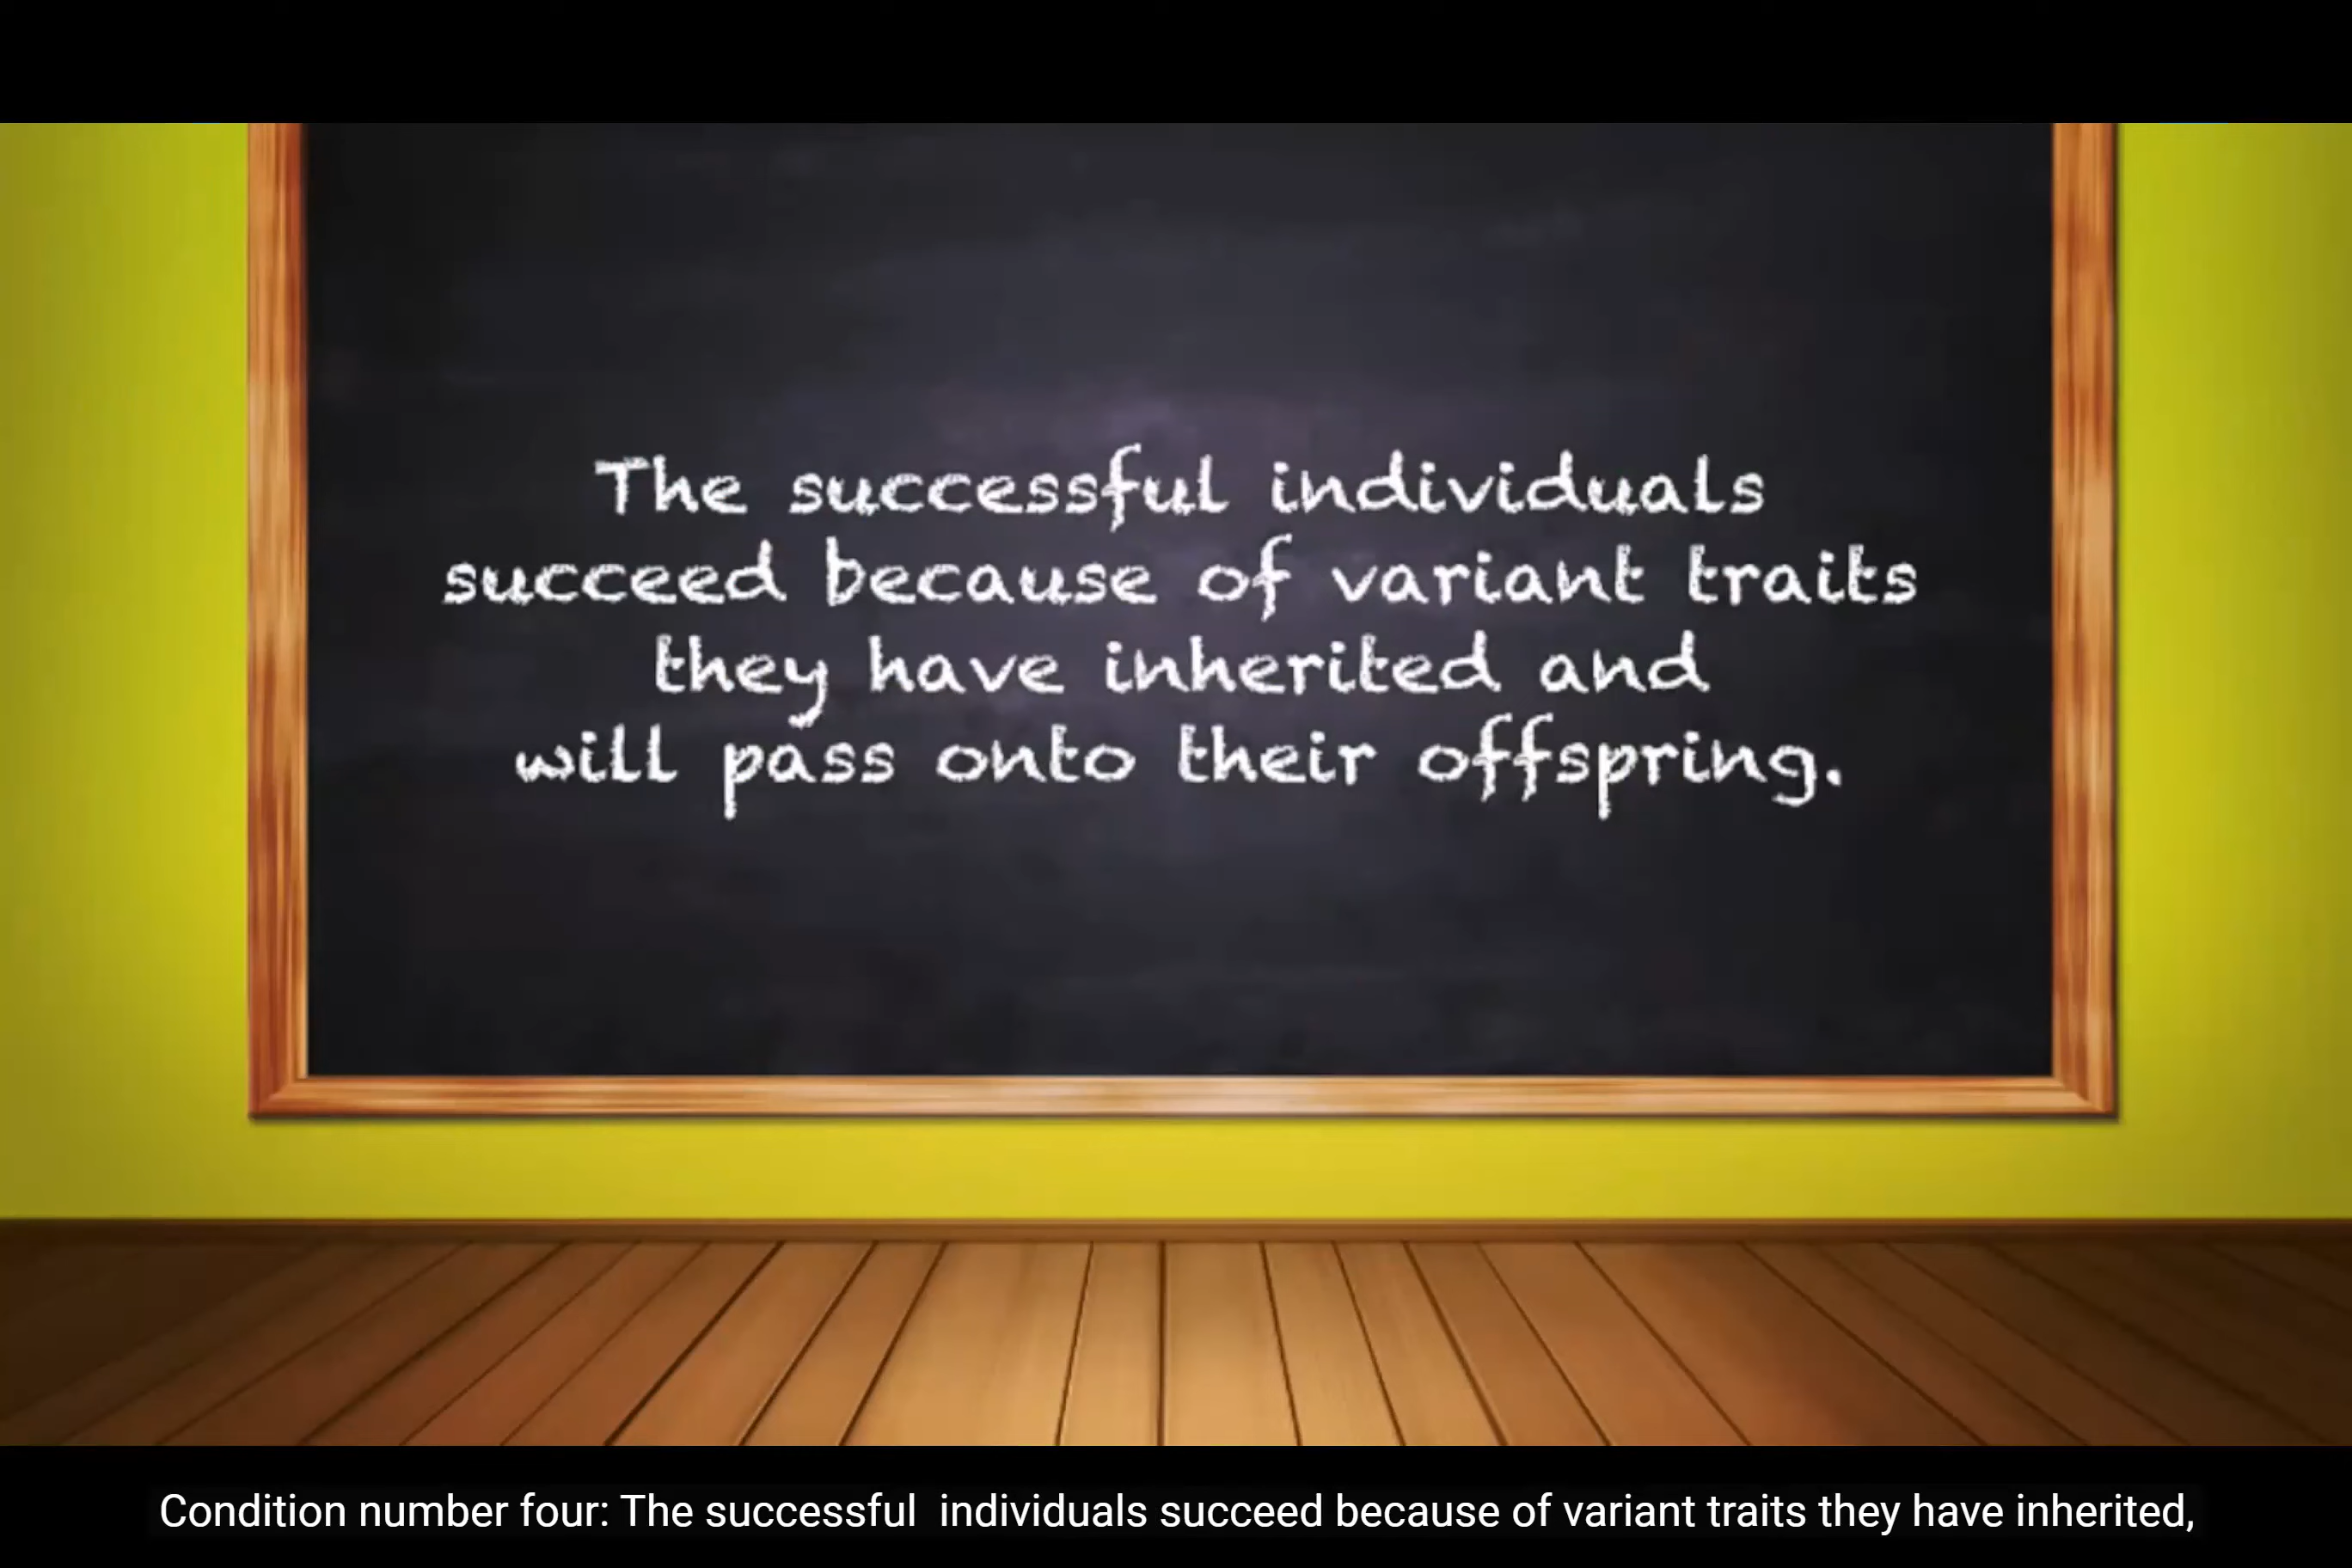 The successful individuals
succeed because of variant traits
they have inherited and
will pass onto their offspring.
Condition number four: The successful  individuals succeed because of variant traits they have inherited,